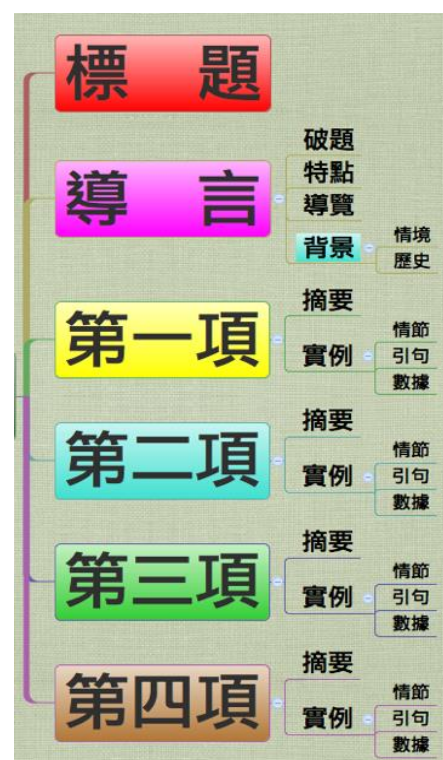 標 題
導 言
破題
特點
導覽
背景
情境
歷史
第一項
摘要
實例
情節
引句
數據
第二項
摘要
實例
情節
引句
數據
第三項
摘要
實例
情節
引句
數據
第四項
摘要
實例
情節
引句
數據